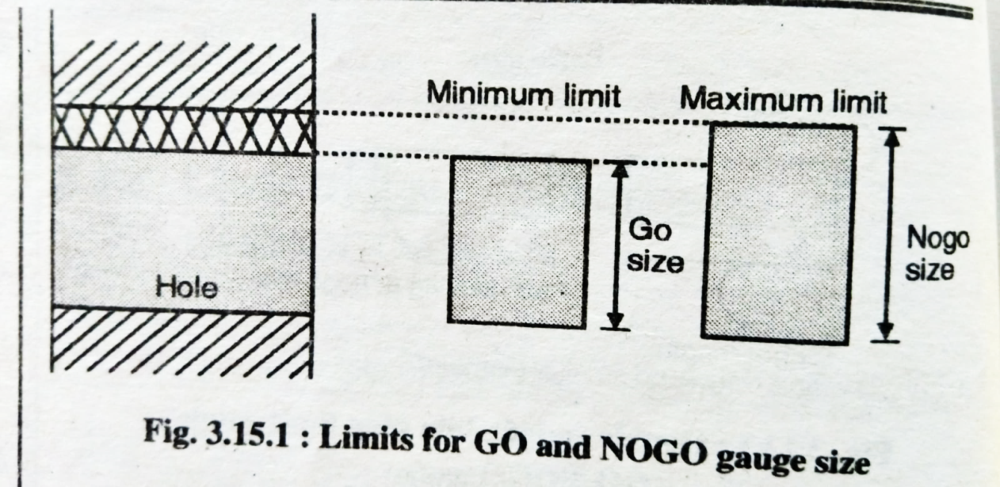 Minimum limit
Maximum limit
Go
size
Nogo
size
Hole
Fig. 3.15.1 : Limits for GO and NOGO gauge size